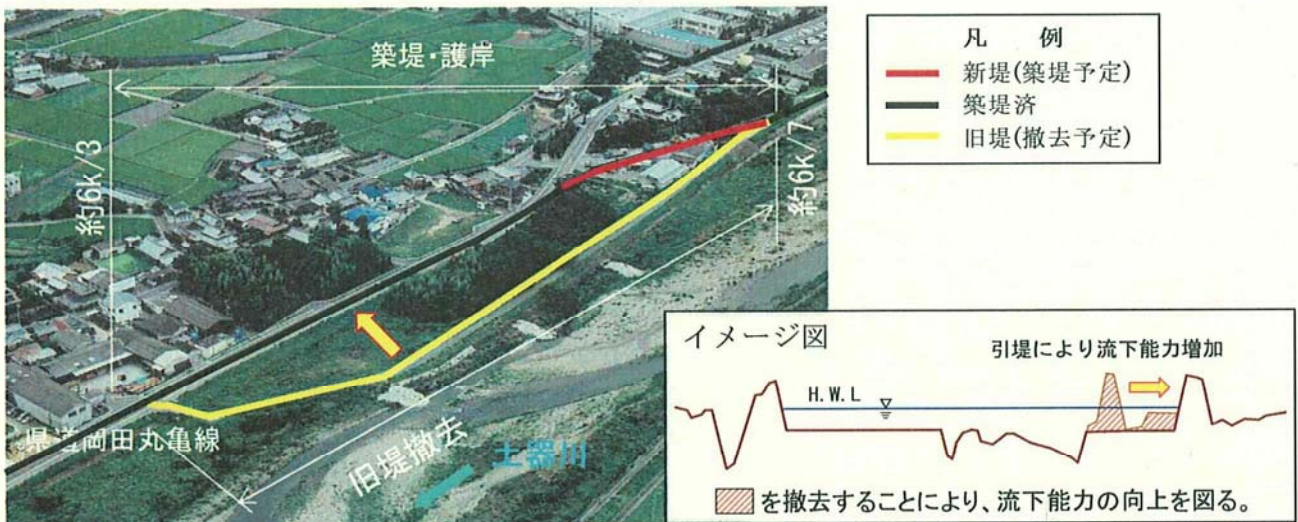 築堤・護岸
約6k/3
約6k/7
県道岡田丸亀線
旧堤撤去
土器川
凡 例
新堤(築堤予定)
築堤済
旧堤(撤去予定)
イメージ図
引堤により流下能力増加
H.W.L
を撤去することにより、流下能力の向上を図る。